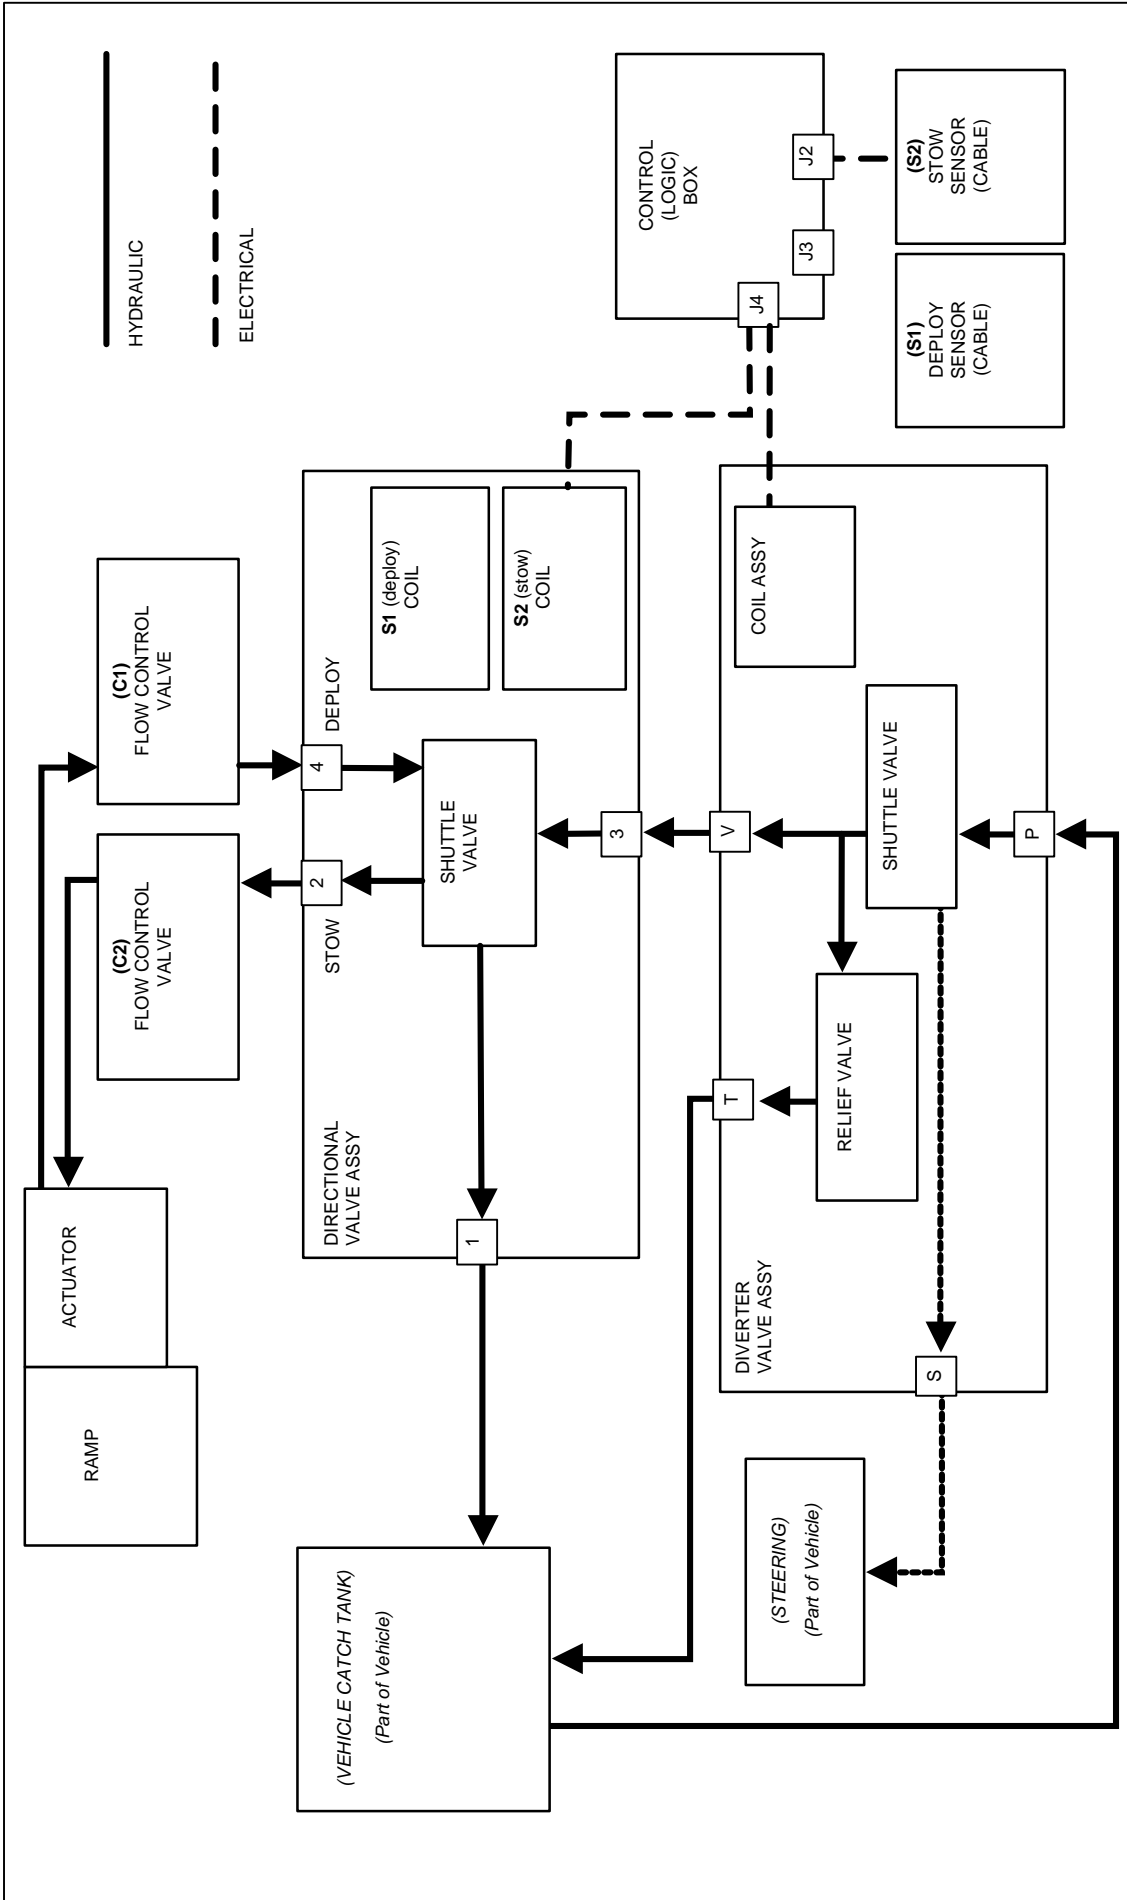 RAMP
ACTUATOR
(C2)
FLOW CONTROL
VALVE
(C1)
FLOW CONTROL
VALVE
HYDRAULIC
ELECTRICAL
(VEHICLE CATCH TANK)
(Part of Vehicle)
DIRECTIONAL
VALVE ASSY
1
STOW
2
4
DEPLOY
SHUTTLE
VALVE
3
S1 (deploy)
COIL
S2 (stow)
COIL
CONTROL
(LOGIC)
BOX
J4
J3
J2
(STEERING)
(Part of Vehicle)
DIVERTER
VALVE ASSY
S
T
V
P
RELIEF VALVE
SHUTTLE VALVE
COIL ASSY
(S1)
DEPLOY
SENSOR
(CABLE)
(S2)
STOW
SENSOR
(CABLE)